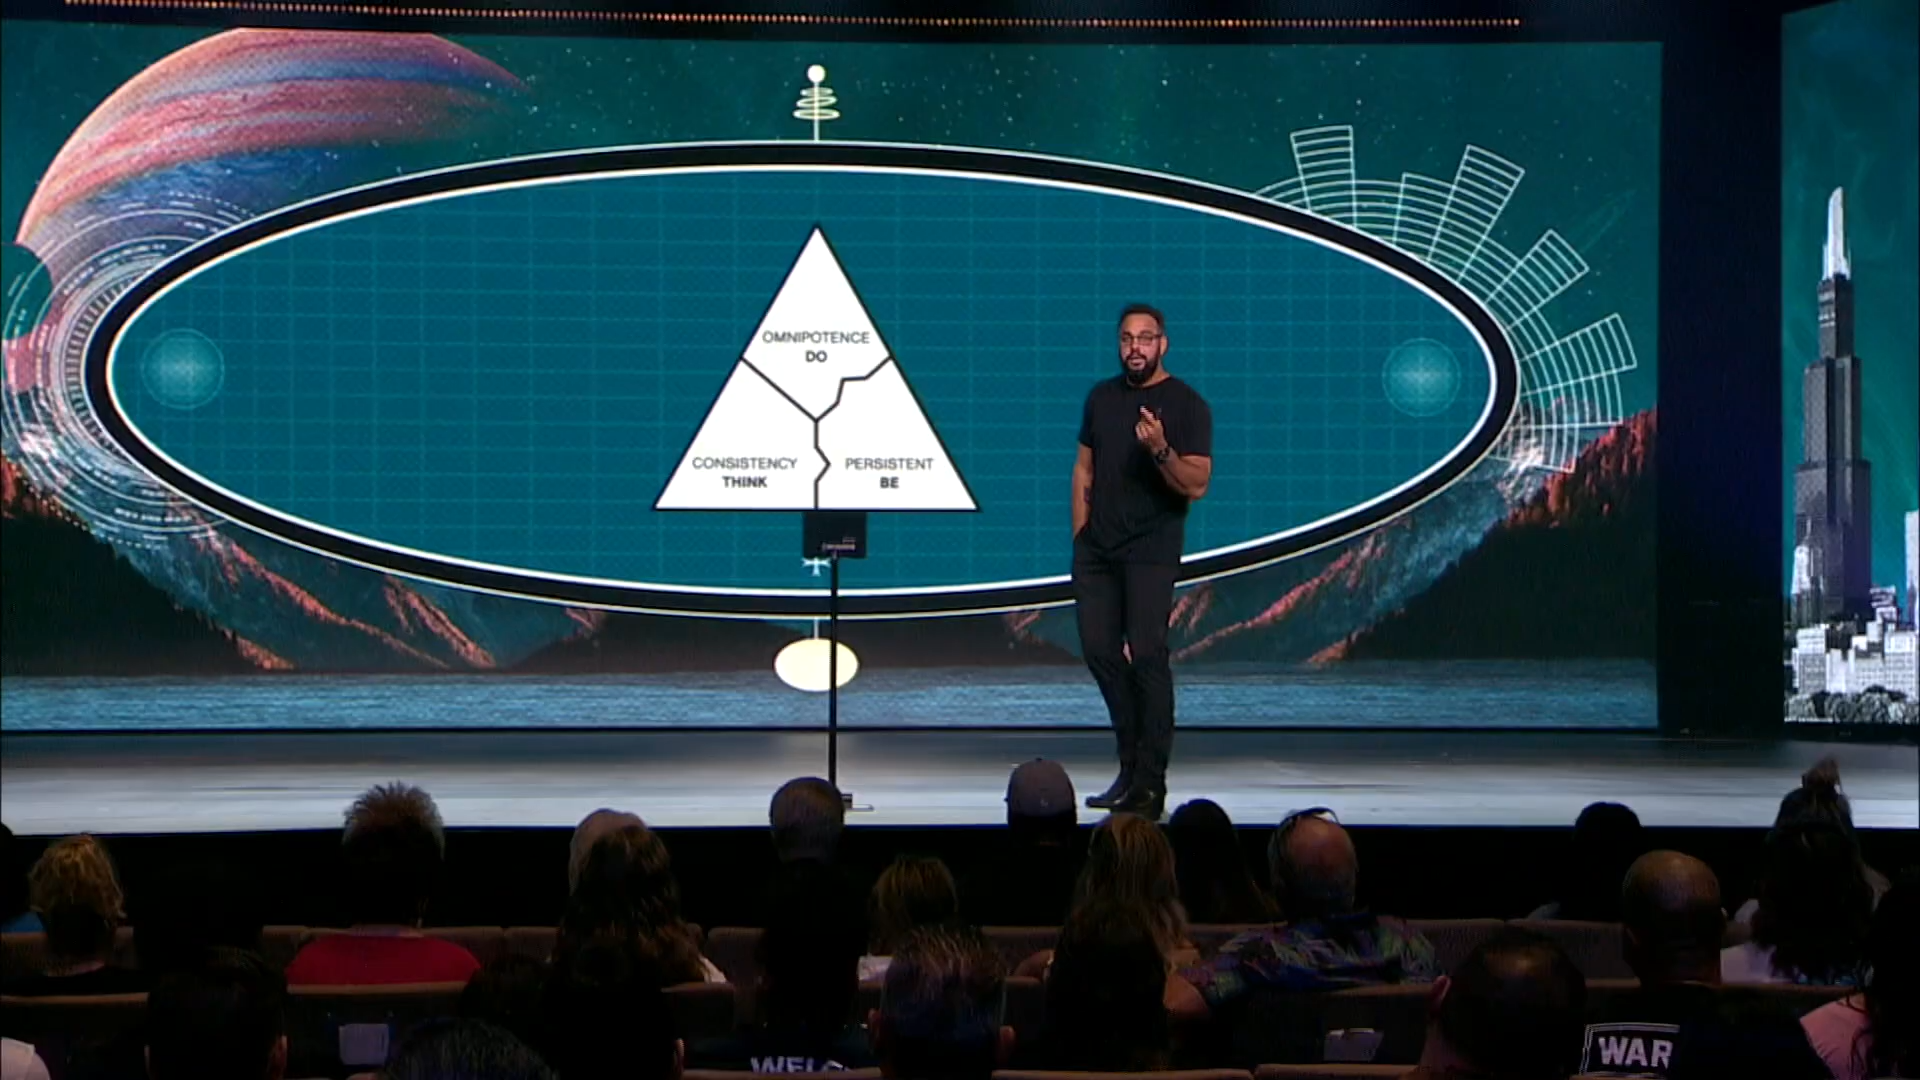 OMNIPOTENCE
DO
CONSISTENCY
THINK
PERSISTENT
BE
WAR